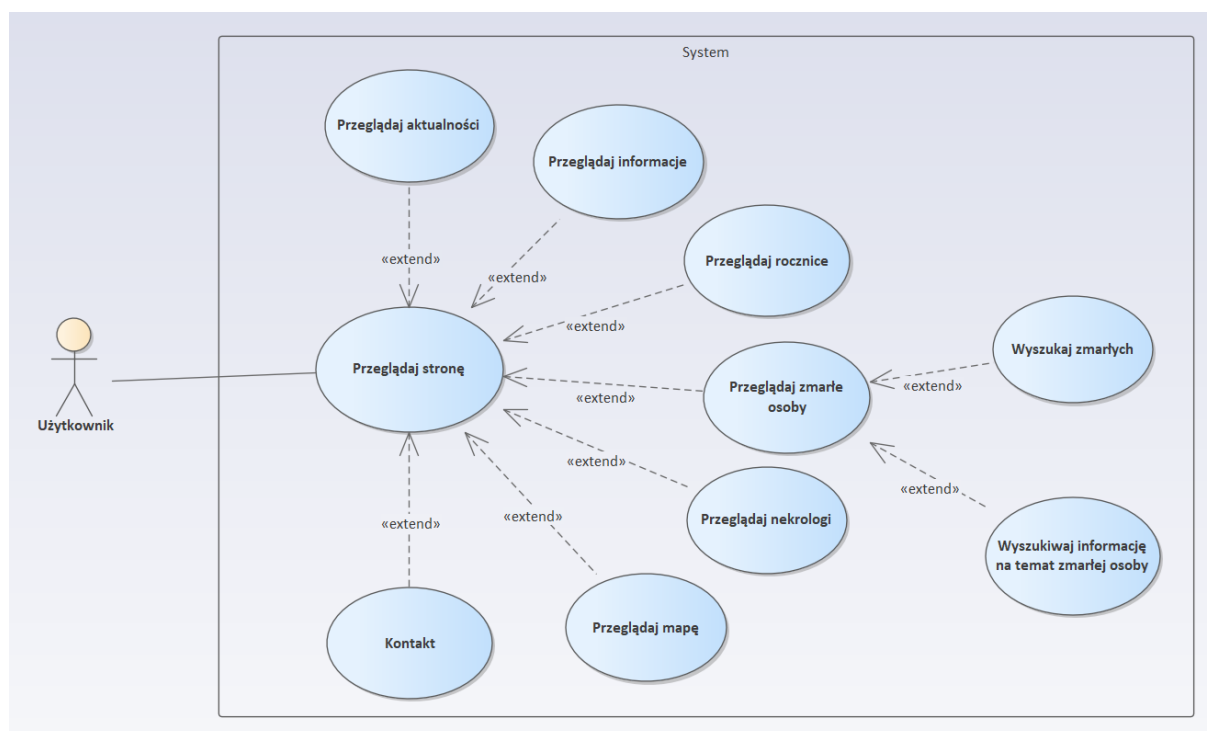 System
Przeglądaj aktualności
Przeglądaj informacje
«extend»
«extend»
Przeglądaj rocznice
«extend»
Wyszukaj zmarłych
Przeglądaj stronę
Przeglądaj zmarłe
osoby
«extend»
«extend»
Użytkownik
«extend»
«extend»
Przeglądaj nekrologi
«extend»
«extend»
Wyszukiwaj informację
na temat zmarłej osoby
Kontakt
Przeglądaj mapę